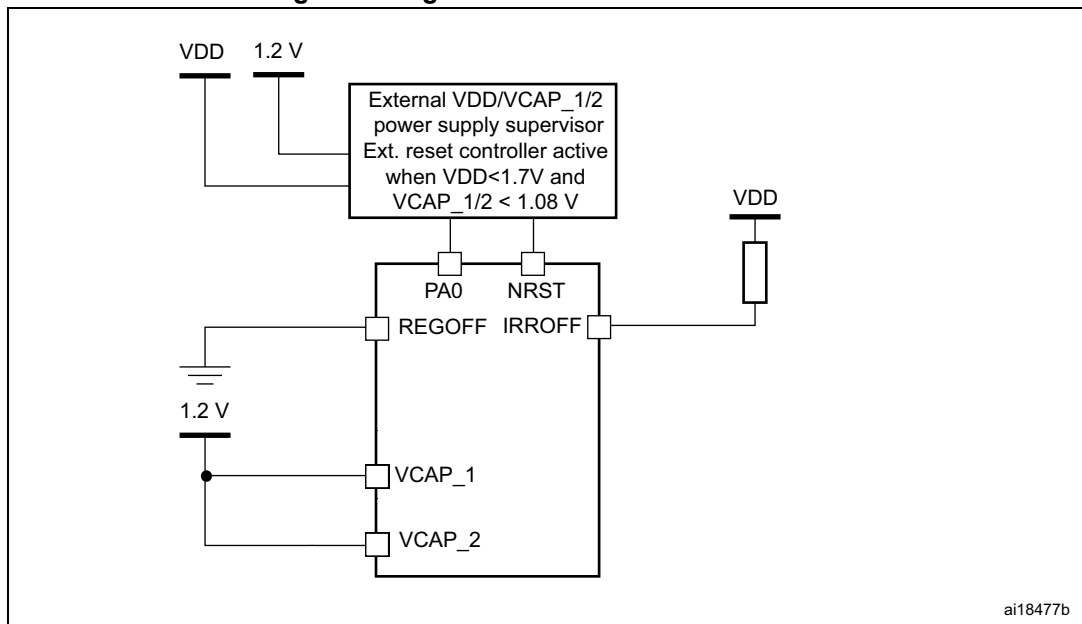 VDD 1.2 V
External VDD/VCAP_1/2
power supply supervisor
Ext. reset controller active
when VDD<1.7V and
VCAP_1/2 < 1.08 V
VDD
PA0 NRST
REGOFF IRROFF
1.2 V
VCAP_1
VCAP_2
ai18477b